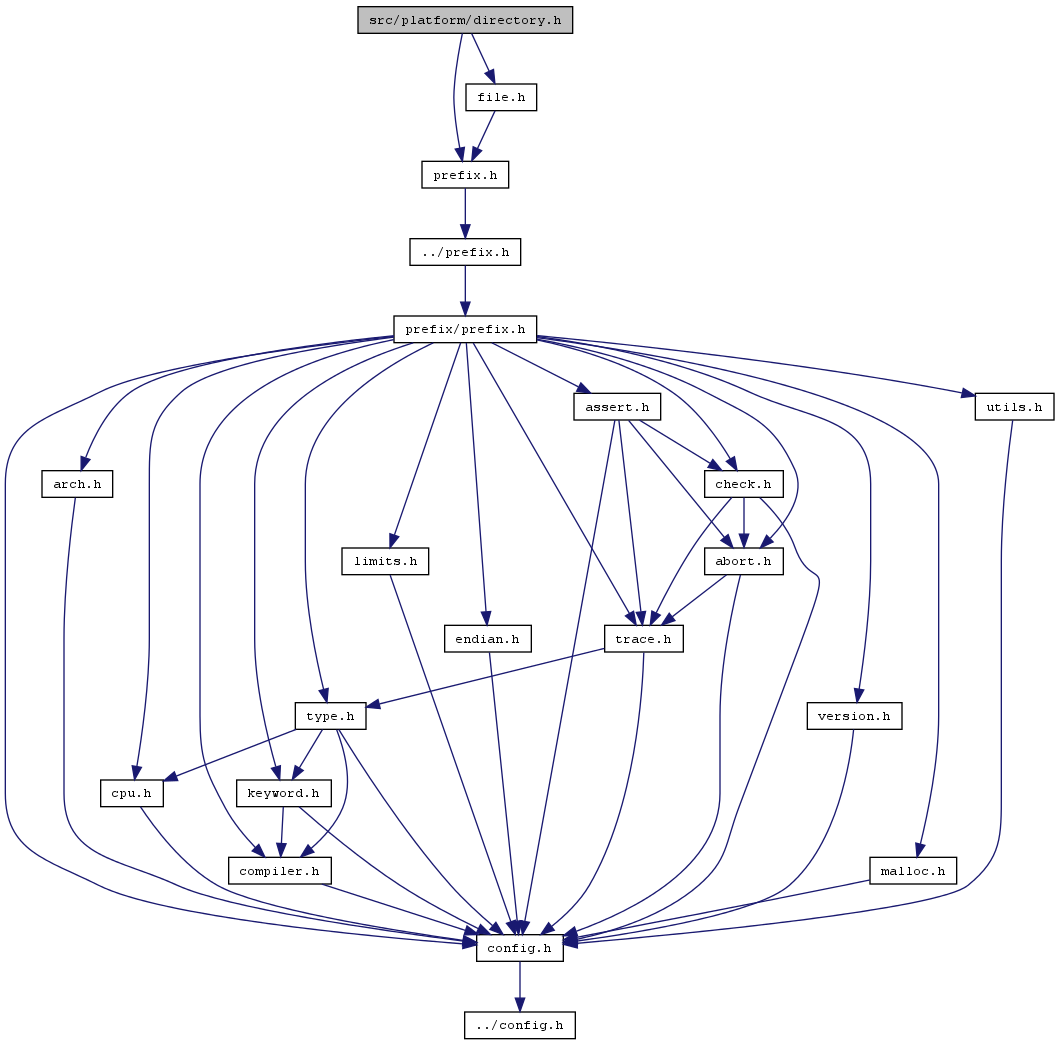 src/platform/directory.h
file.h
prefix.h
../prefix.h
prefix/prefix.h
assert.h
utils.h
arch.h
check.h
limits.h
abort.h
endian.h
trace.h
type.h
version.h
cpu.h
keyword.h
compiler.h
malloc.h
config.h
../config.h